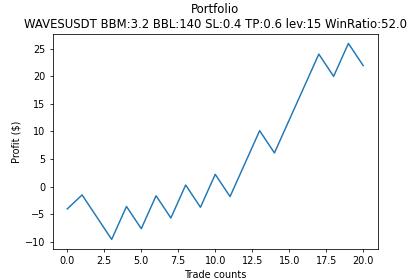 Portfolio
WAVESUSDT BBM:3.2 BBL:140 SL:0.4 TP:0.6 lev:15 WinRatio:52.0
25
20
15
10
5
0
−5
−10
Profit ($)
0.0 2.5 5.0 7.5 10.0 12.5 15.0 17.5 20.0
Trade counts